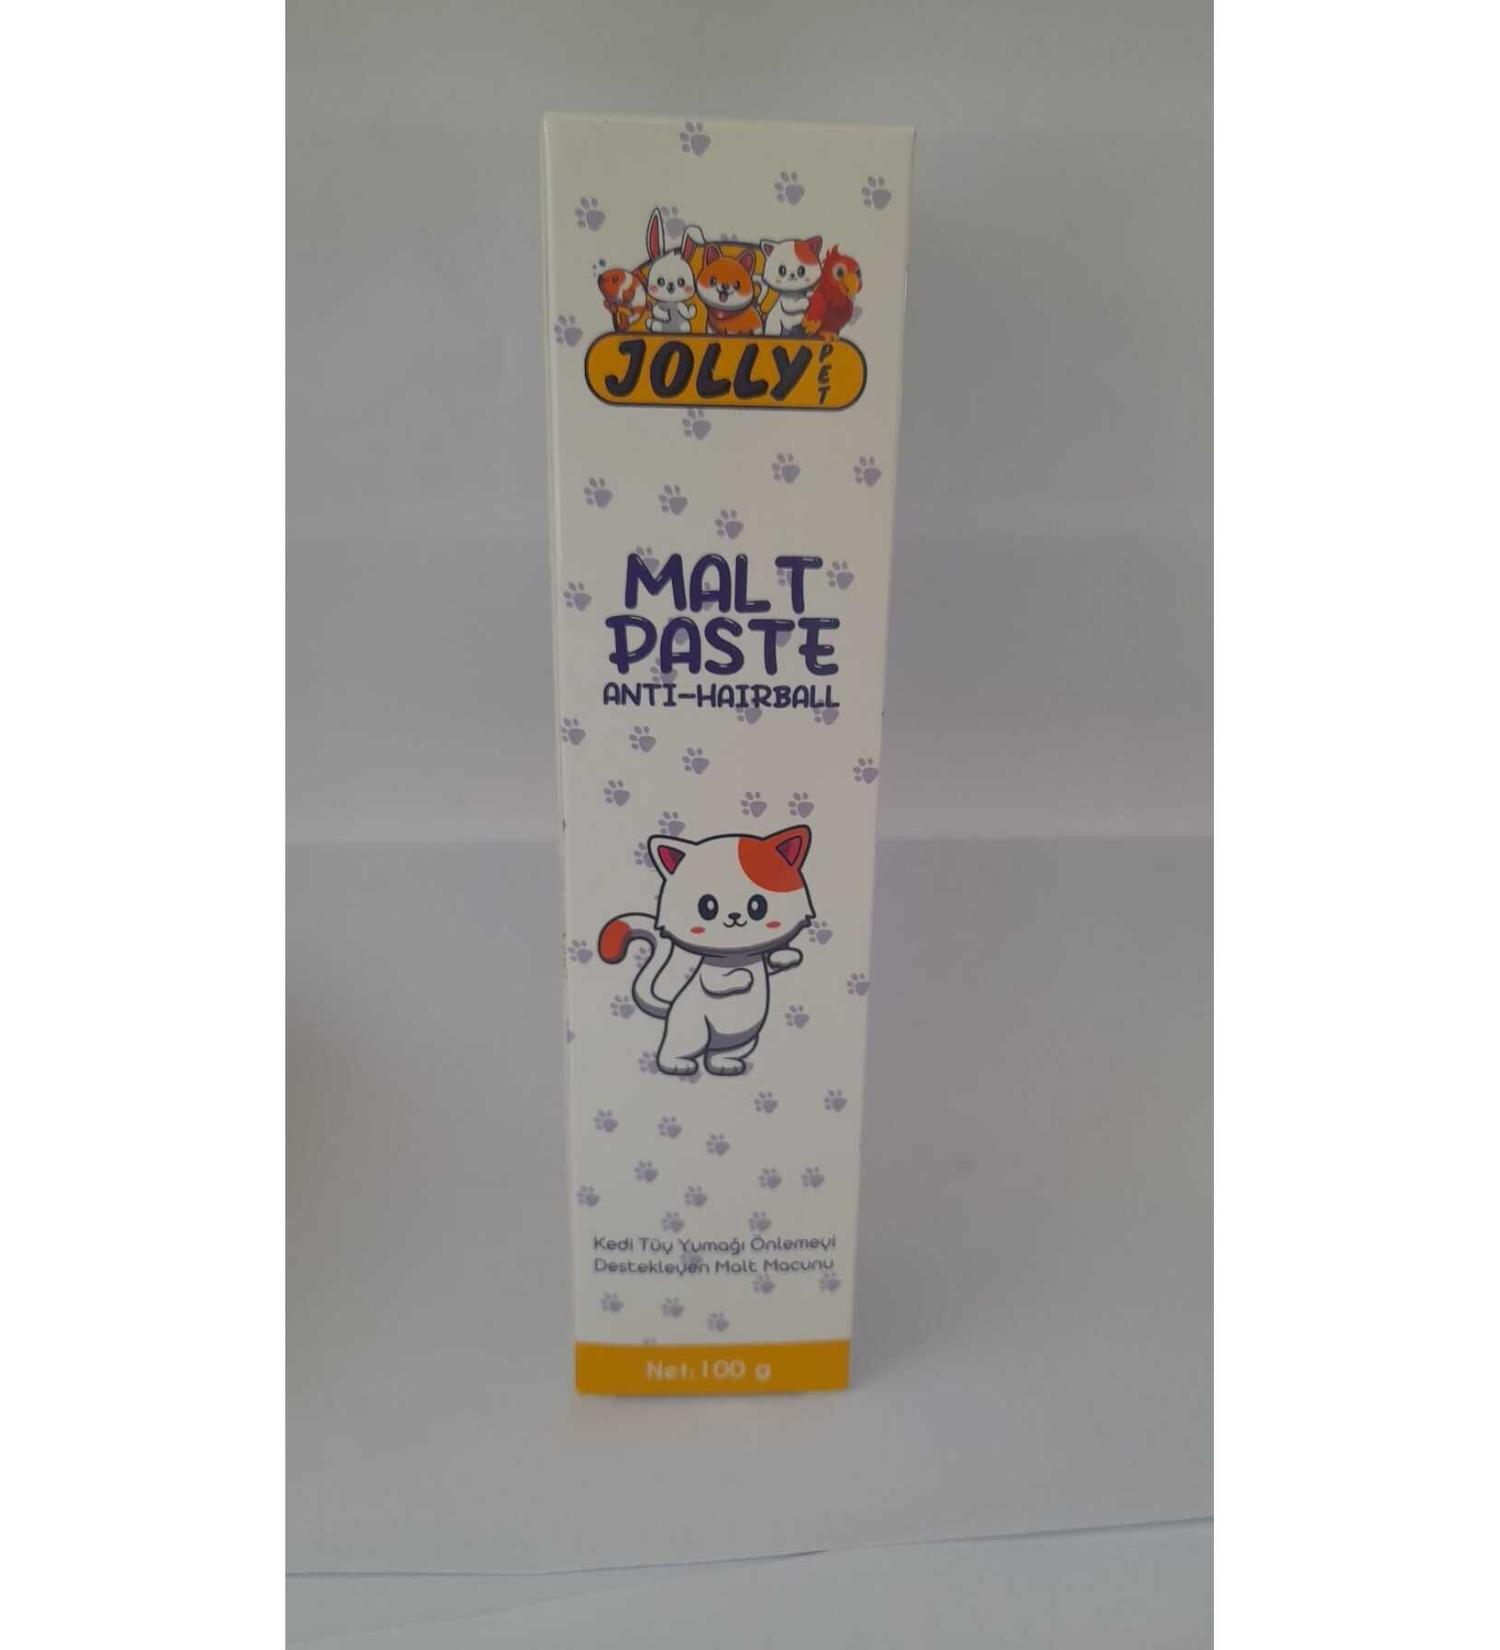 JOLLY PET
MALT
PASTE
ANTI-HAIRBALL
Kedi Tüy Yumağı Önlemeyi
Destekleyen Malt Macunu
Net: 100 g